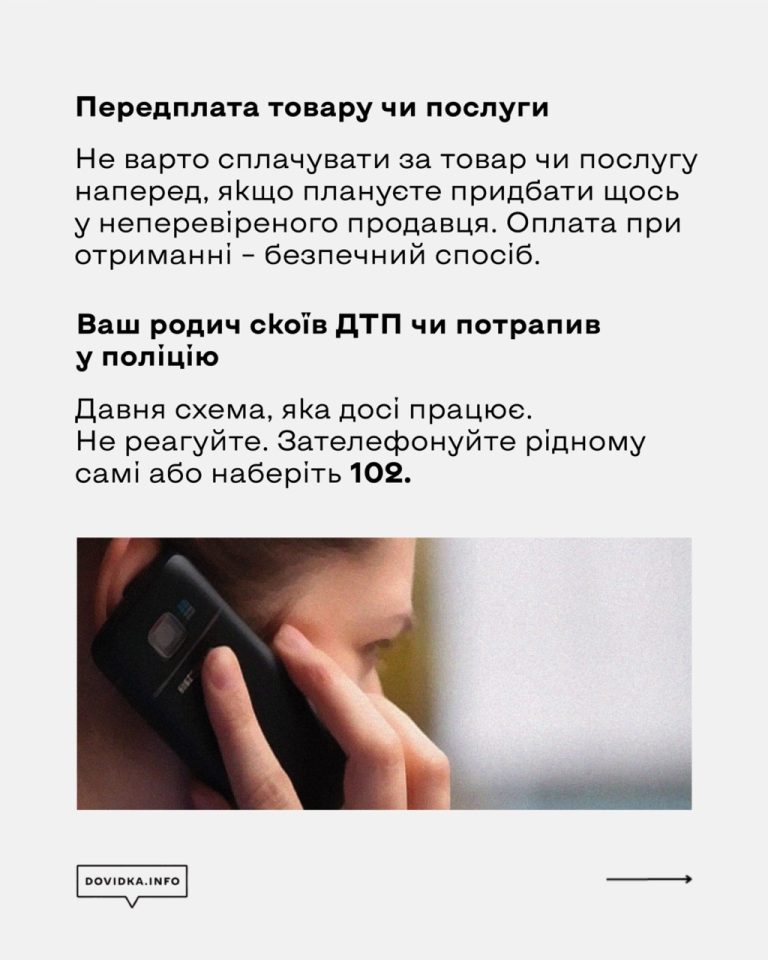 Передплата товару чи послуги
Не варто сплачувати за товар чи послугу
наперед, якщо плануєте придбати щось
у неперевіреного продавця. Оплата при
отриманні – безпечний спосіб.
Ваш родич скоїв ДТП чи потрапив
у поліцію
Давня схема, яка досі працює.
Не реагуйте. Зателефонуйте рідному
самі або наберіть 102.
DOVIDKA.INFO